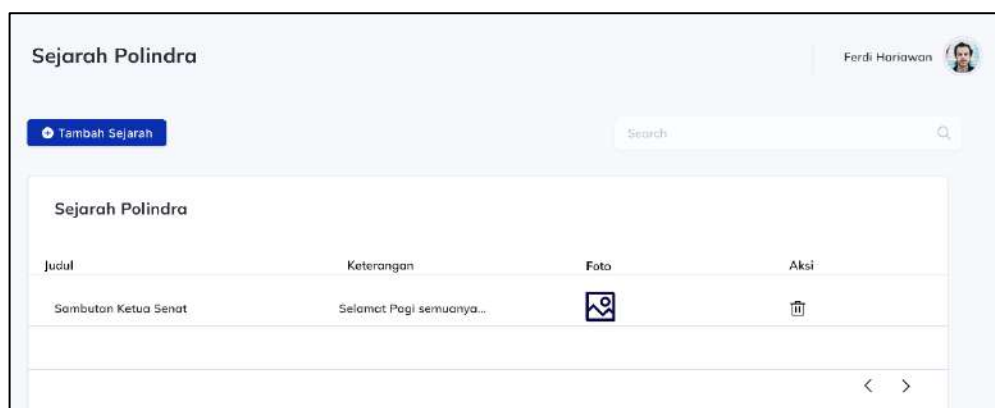 Sejarah Polindra
Ferdi Hariawan
Tambah Sejarah
Search
Sejarah Polindra
Judul Keterangan Foto Aksi
Sambutan Ketua Senat Selamat Pagi semuanya...